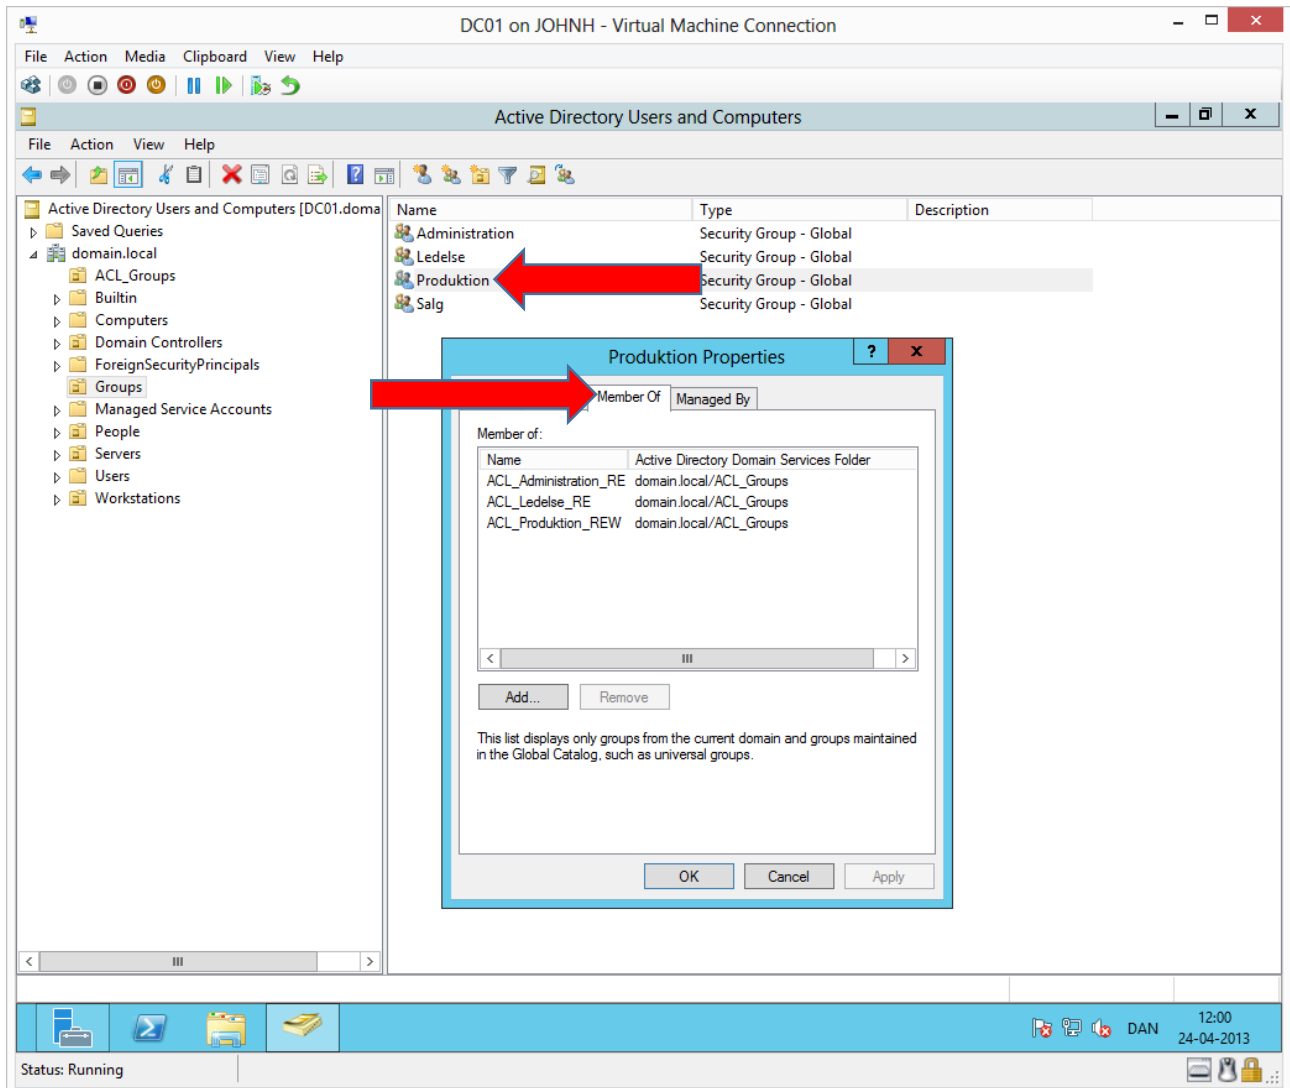 DC01 on JOHNH - Virtual Machine Connection
File Action Media Clipboard View Help
Active Directory Users and Computers
File Action View Help
Active Directory Users and Computers [DC01.doma
Saved Queries
domain.local
ACL_Groups
Builtin
Computers
Domain Controllers
ForeignSecurityPrincipals
Groups
Managed Service Accounts
People
Servers
Users
Workstations
Name Type Description
Administration Security Group - Global
Ledelse Security Group - Global
Produktion Security Group - Global
Salg Security Group - Global
Produktion Properties
Member Of Managed By
Member of:
Name Active Directory Domain Services Folder
ACL_Administration_RE domain.local/ACL_Groups
ACL_Ledelse_RE domain.local/ACL_Groups
ACL_Produktion_REW domain.local/ACL_Groups
Add... Remove
This list displays only groups from the current domain and groups maintained
in the Global Catalog, such as universal groups.
OK Cancel Apply
DAN
12:00
24-04-2013
Status: Running